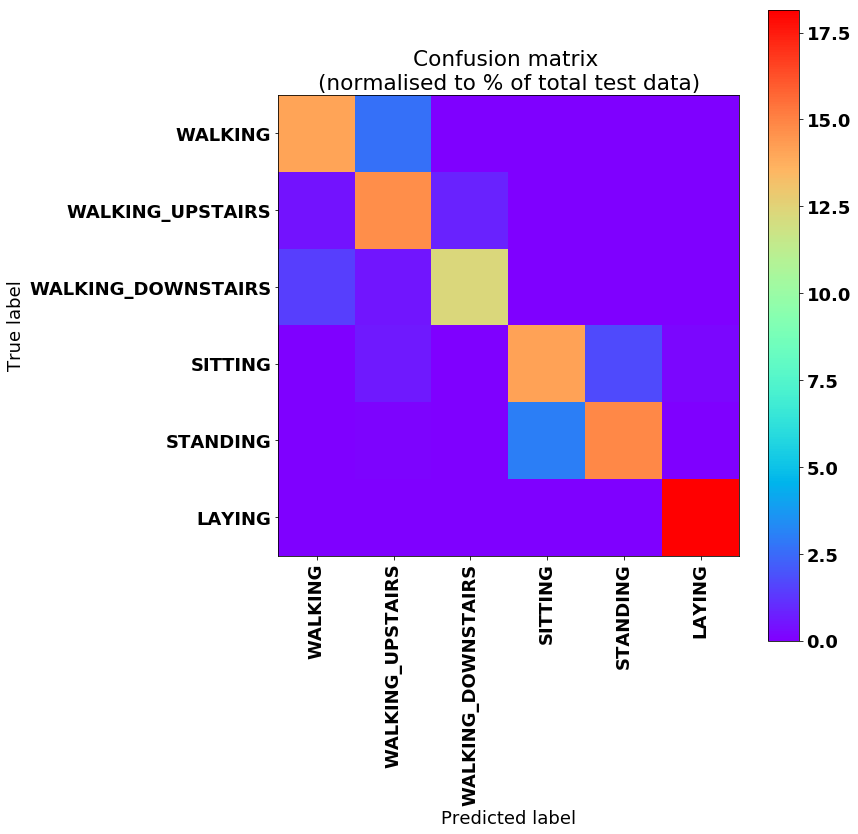 Confusion matrix
(normalised to % of total test data)
True label
WALKING
WALKING_UPSTAIRS
WALKING_DOWNSTAIRS
SITTING
STANDING
LAYING
WALKING
WALKING_UPSTAIRS
WALKING_DOWNSTAIRS
SITTING
STANDING
LAYING
Predicted label
17.5
15.0
12.5
10.0
7.5
5.0
2.5
0.0